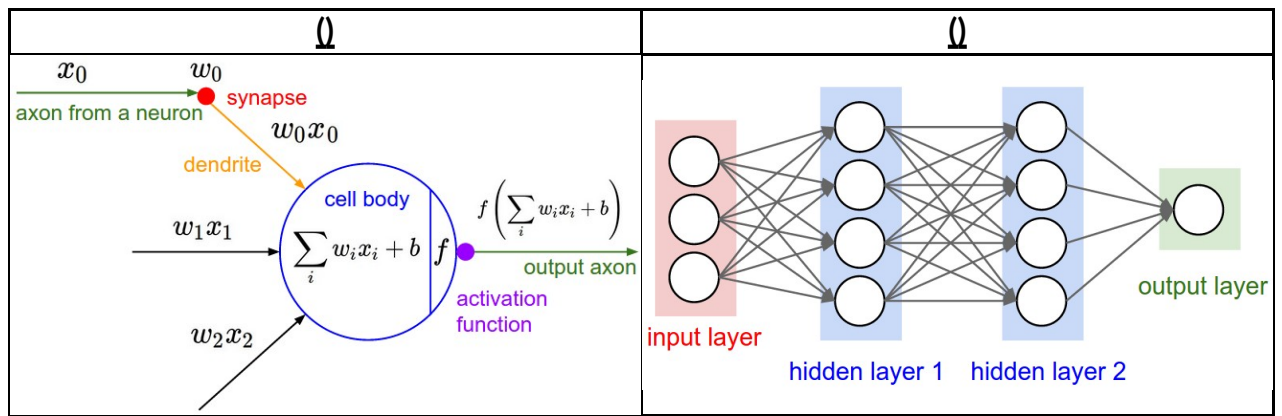 () ()
x₀ w₀
synapse
axon from a neuron
w₀x₀
dendrite
cell body
f(∑ᵢ wᵢxᵢ + b)
w₁x₁
∑ᵢ wᵢxᵢ + b f
output axon
activation
function
w₂x₂
input layer
hidden layer 1 hidden layer 2
output layer